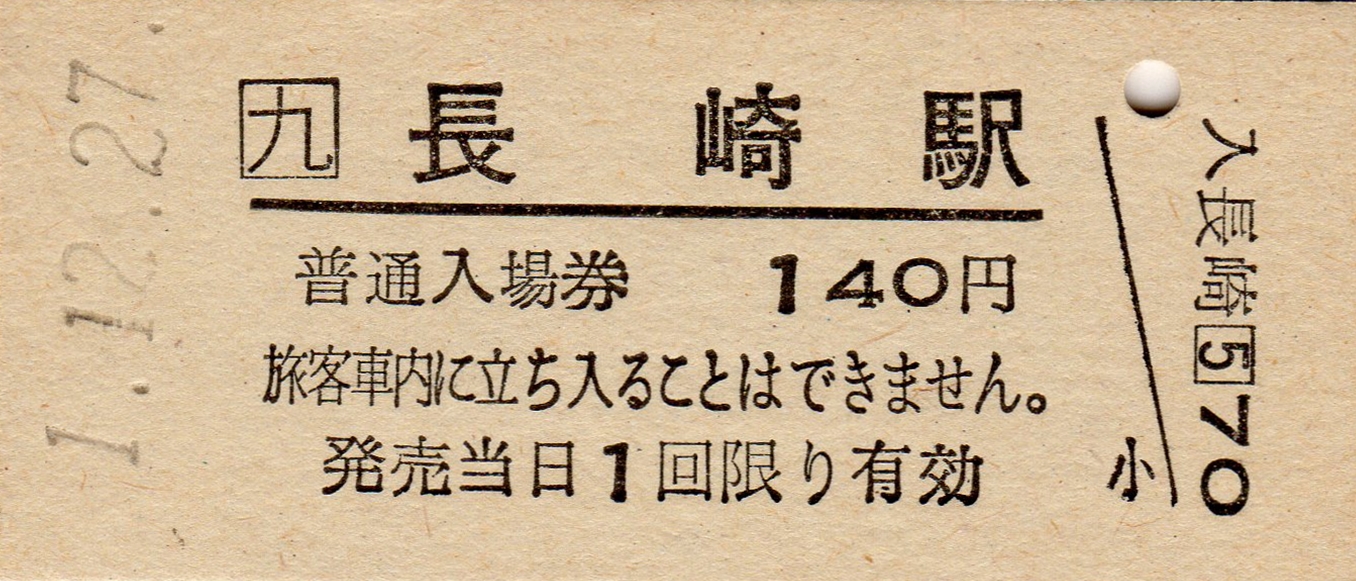 1.12.27.
九 長崎駅
普通入場券 140円
旅客車内に立ち入ることはできません。
発売当日1回限り有効
小
入長崎 5 70